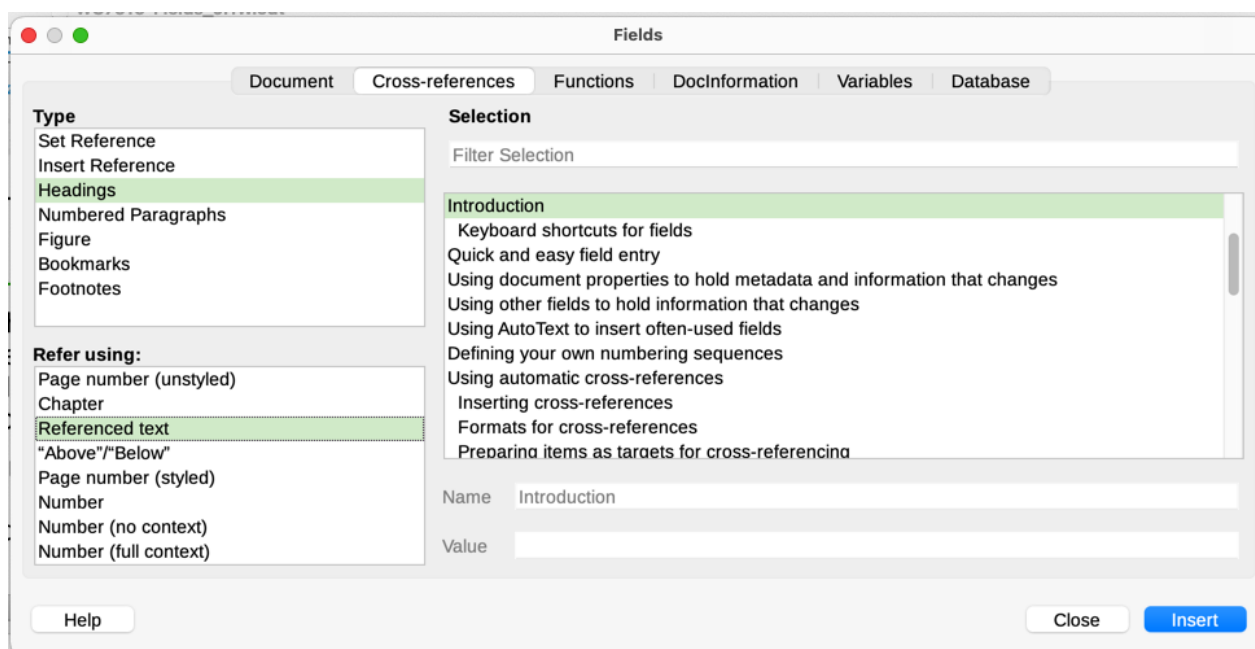 Fields
Document Cross-references Functions DocInformation Variables Database
Type
Set Reference
Insert Reference
Headings
Numbered Paragraphs
Figure
Bookmarks
Footnotes
Refer using:
Page number (unstyled)
Chapter
Referenced text
“Above”/“Below”
Page number (styled)
Number
Number (no context)
Number (full context)
Selection
Filter Selection
Introduction
Keyboard shortcuts for fields
Quick and easy field entry
Using document properties to hold metadata and information that changes
Using other fields to hold information that changes
Using AutoText to insert often-used fields
Defining your own numbering sequences
Using automatic cross-references
Inserting cross-references
Formats for cross-references
Preparing items as targets for cross-referencing
Name Introduction
Value
Help Close Insert